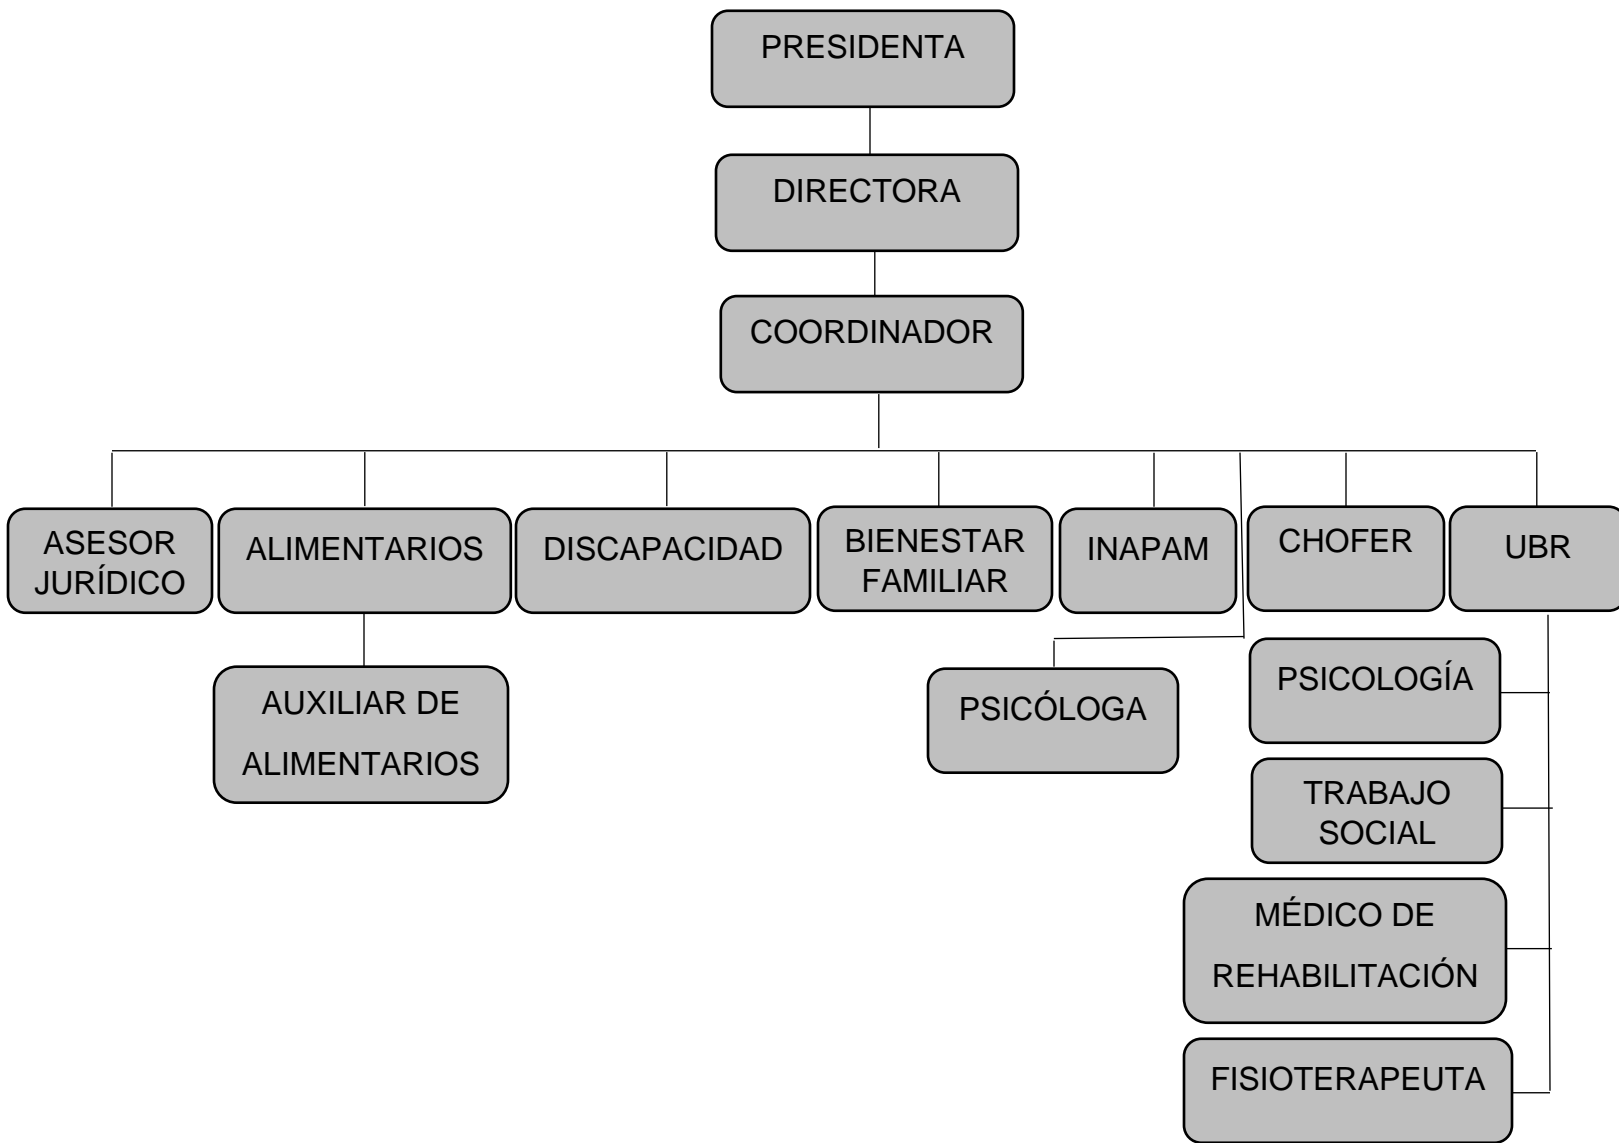 PRESIDENTA
DIRECTORA
COORDINADOR
ASESOR
JURÍDICO
ALIMENTARIOS
DISCAPACIDAD
BIENESTAR
FAMILIAR
INAPAM
CHOFER
UBR
AUXILIAR DE
ALIMENTARIOS
PSICÓLOGA
PSICOLOGÍA
TRABAJO
SOCIAL
MÉDICO DE
REHABILITACIÓN
FISIOTERAPEUTA